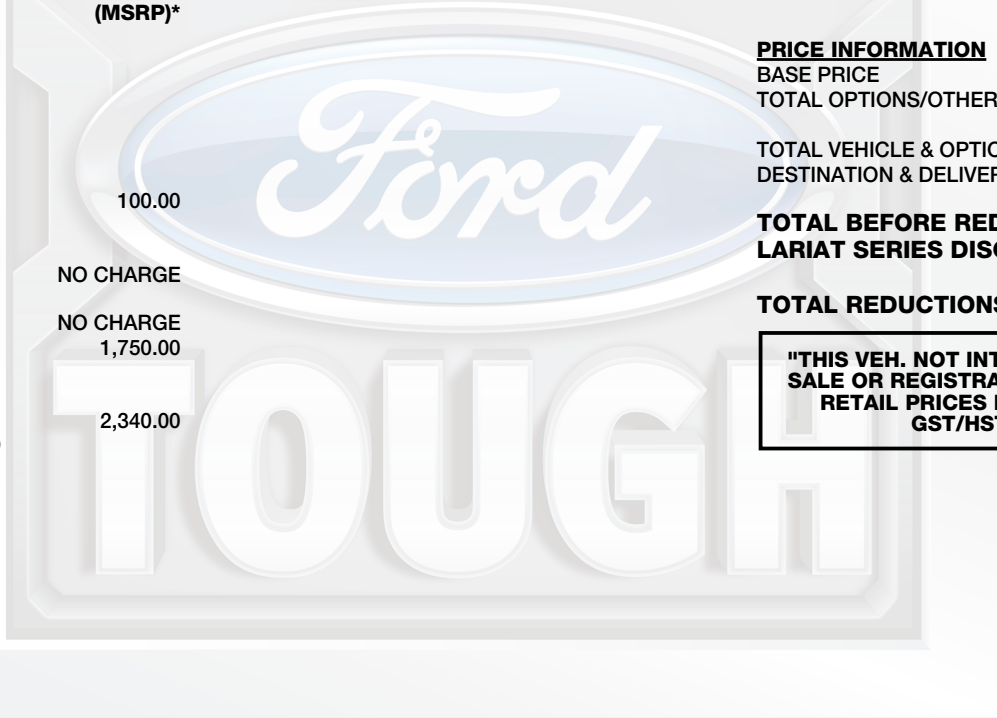 (MSRP)*
100.00
NO CHARGE
NO CHARGE
1,750.00
2,340.00
Ford
TOUGH
PRICE INFORMATION
BASE PRICE
TOTAL OPTIONS/OTHER
TOTAL VEHICLE & OPTIO
DESTINATION & DELIVER
TOTAL BEFORE RED
LARIAT SERIES DISC
TOTAL REDUCTIONS
"THIS VEH. NOT INT
SALE OR REGISTRA
RETAIL PRICES
GST/HST